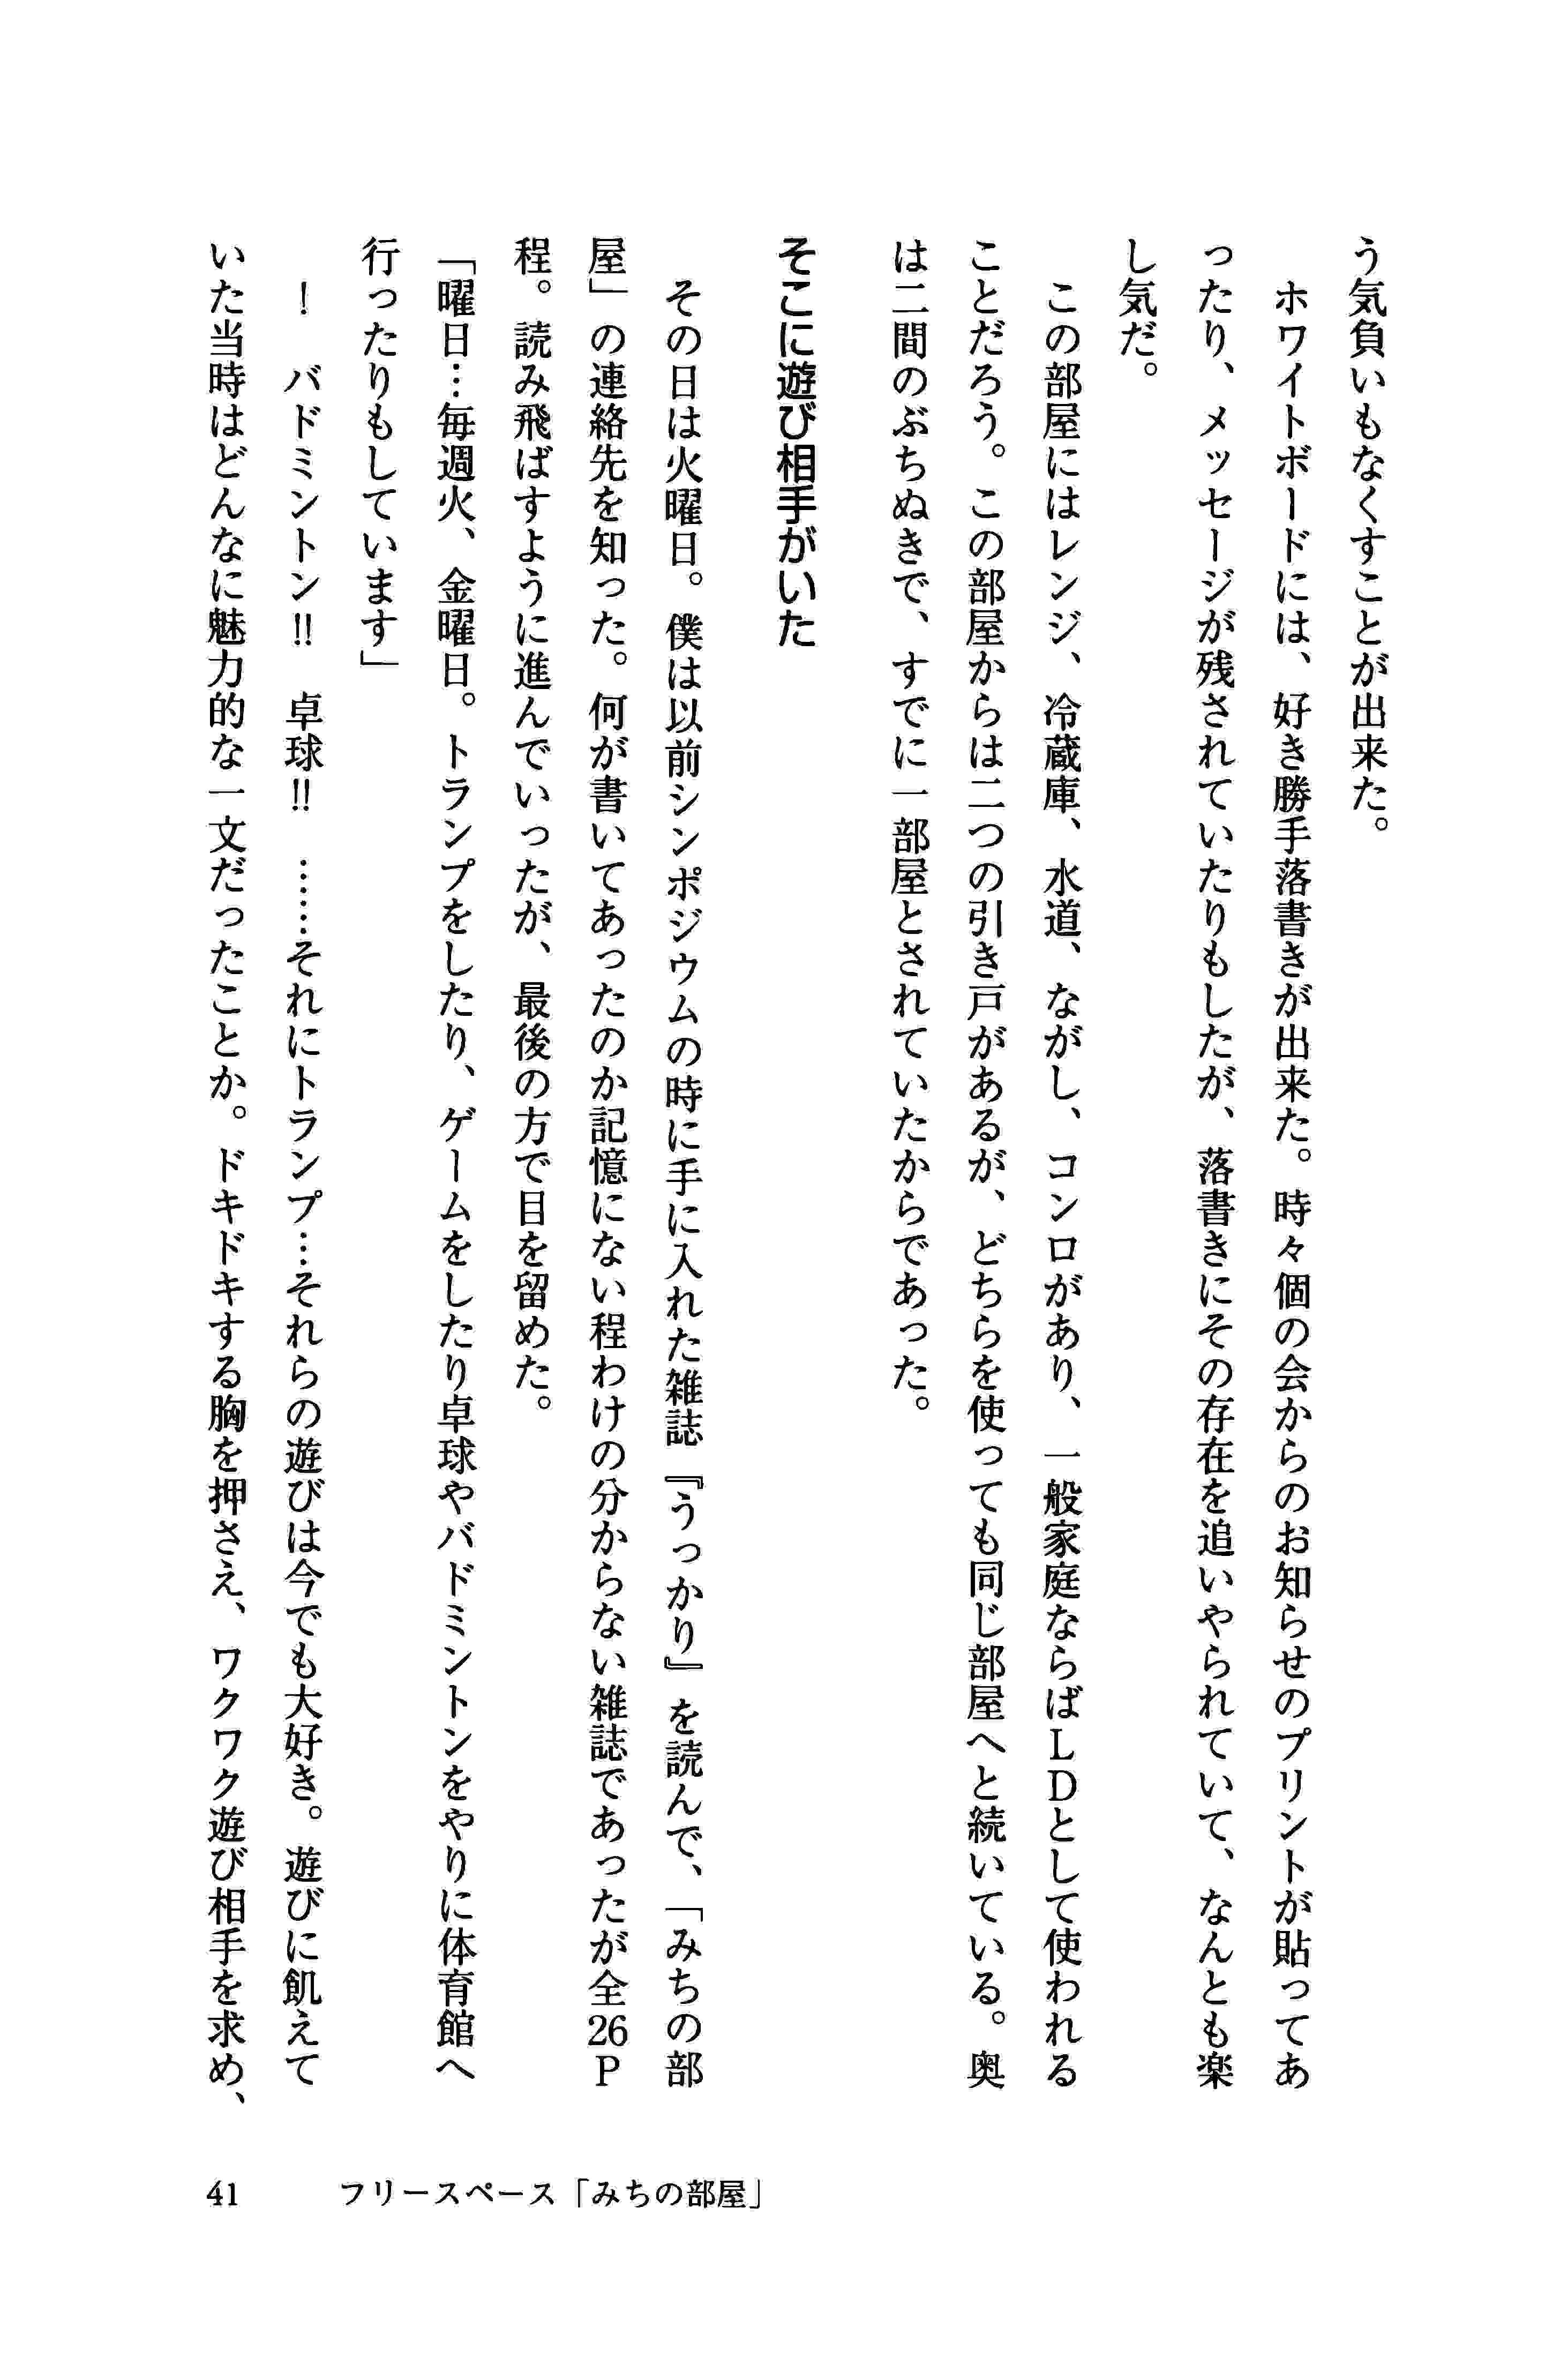 う気負いもなくすことが出来た。
　ホワイトボードには、好き勝手落書きが出来た。時々個の会からのお知らせのプリントが貼ってあ
ったり、メッセージが残されていたりもしたが、落書きにその存在を追いやられていて、なんとも楽
し気だ。
　この部屋にはレンジ、冷蔵庫、水道、ながし、コンロがあり、一般家庭ならばＬＤとして使われる
ことだろう。この部屋からは二つの引き戸があるが、どちらを使っても同じ部屋へと続いている。奥
は二間のぶちぬきで、すでに一部屋とされていたからであった。
そこに遊び相手がいた
　その日は火曜日。僕は以前シンポジウムの時に手に入れた雑誌『うっかり』を読んで、「みちの部
屋」の連絡先を知った。何が書いてあったのか記憶にない程わけの分からない雑誌であったが全26Ｐ
程。読み飛ばすように進んでいったが、最後の方で目を留めた。
「曜日…毎週火、金曜日。トランプをしたり、ゲームをしたり卓球やバドミントンをやりに体育館へ
行ったりもしています」
　！　バドミントン!!　卓球!!　……それにトランプ…それらの遊びは今でも大好き。遊びに飢えて
いた当時はどんなに魅力的な一文だったことか。ドキドキする胸を押さえ、ワクワク遊び相手を求め、
41　フリースペース「みちの部屋」